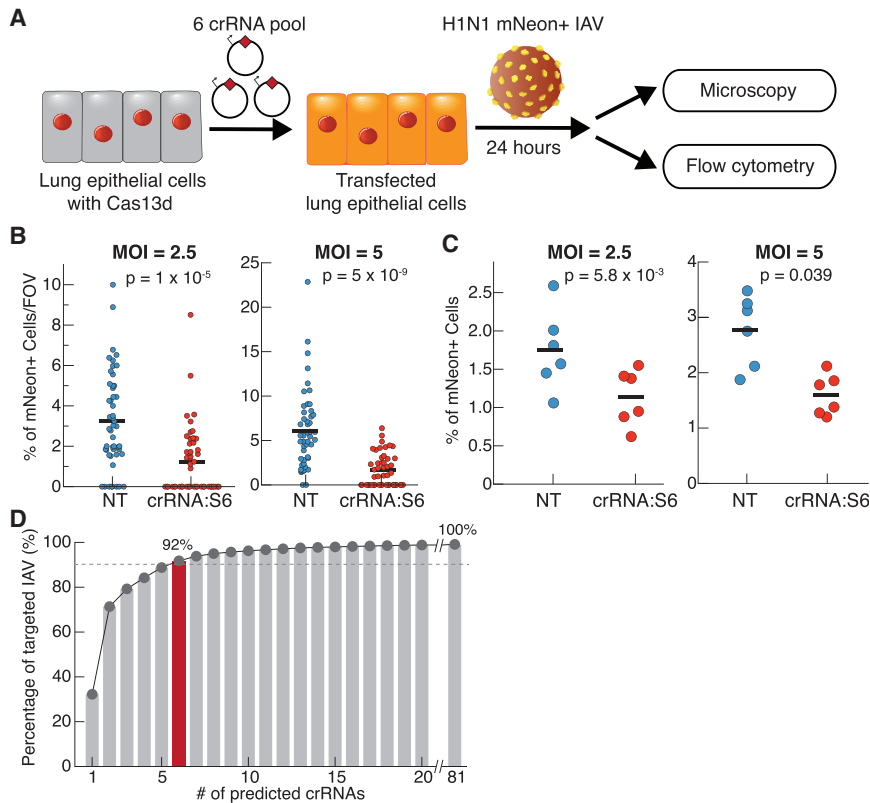 A
6 crRNA pool
H1N1 mNeon+ IAV
24 hours
Microscopy
Flow cytometry
Lung epithelial cells
with Cas13d
Transfected
lung epithelial cells
B
MOI = 2.5
p = 1 x 10-5
MOI = 5
p = 5 x 10-9
% of mNeon+ Cells/FOV
10
8
6
4
2
0
NT
crRNA:S6
25
20
15
10
5
0
NT
crRNA:S6
C
MOI = 2.5
p = 5.8 x 10-3
MOI = 5
p = 0.039
% of mNeon+ Cells
2.5
2.0
1.5
1.0
0.5
0
NT
crRNA:S6
4
3
2
1
0
NT
crRNA:S6
D
Percentage of targeted IAV (%)
100
80
60
40
20
0
92%
100%
1
5
10
15
20
81
# of predicted crRNAs